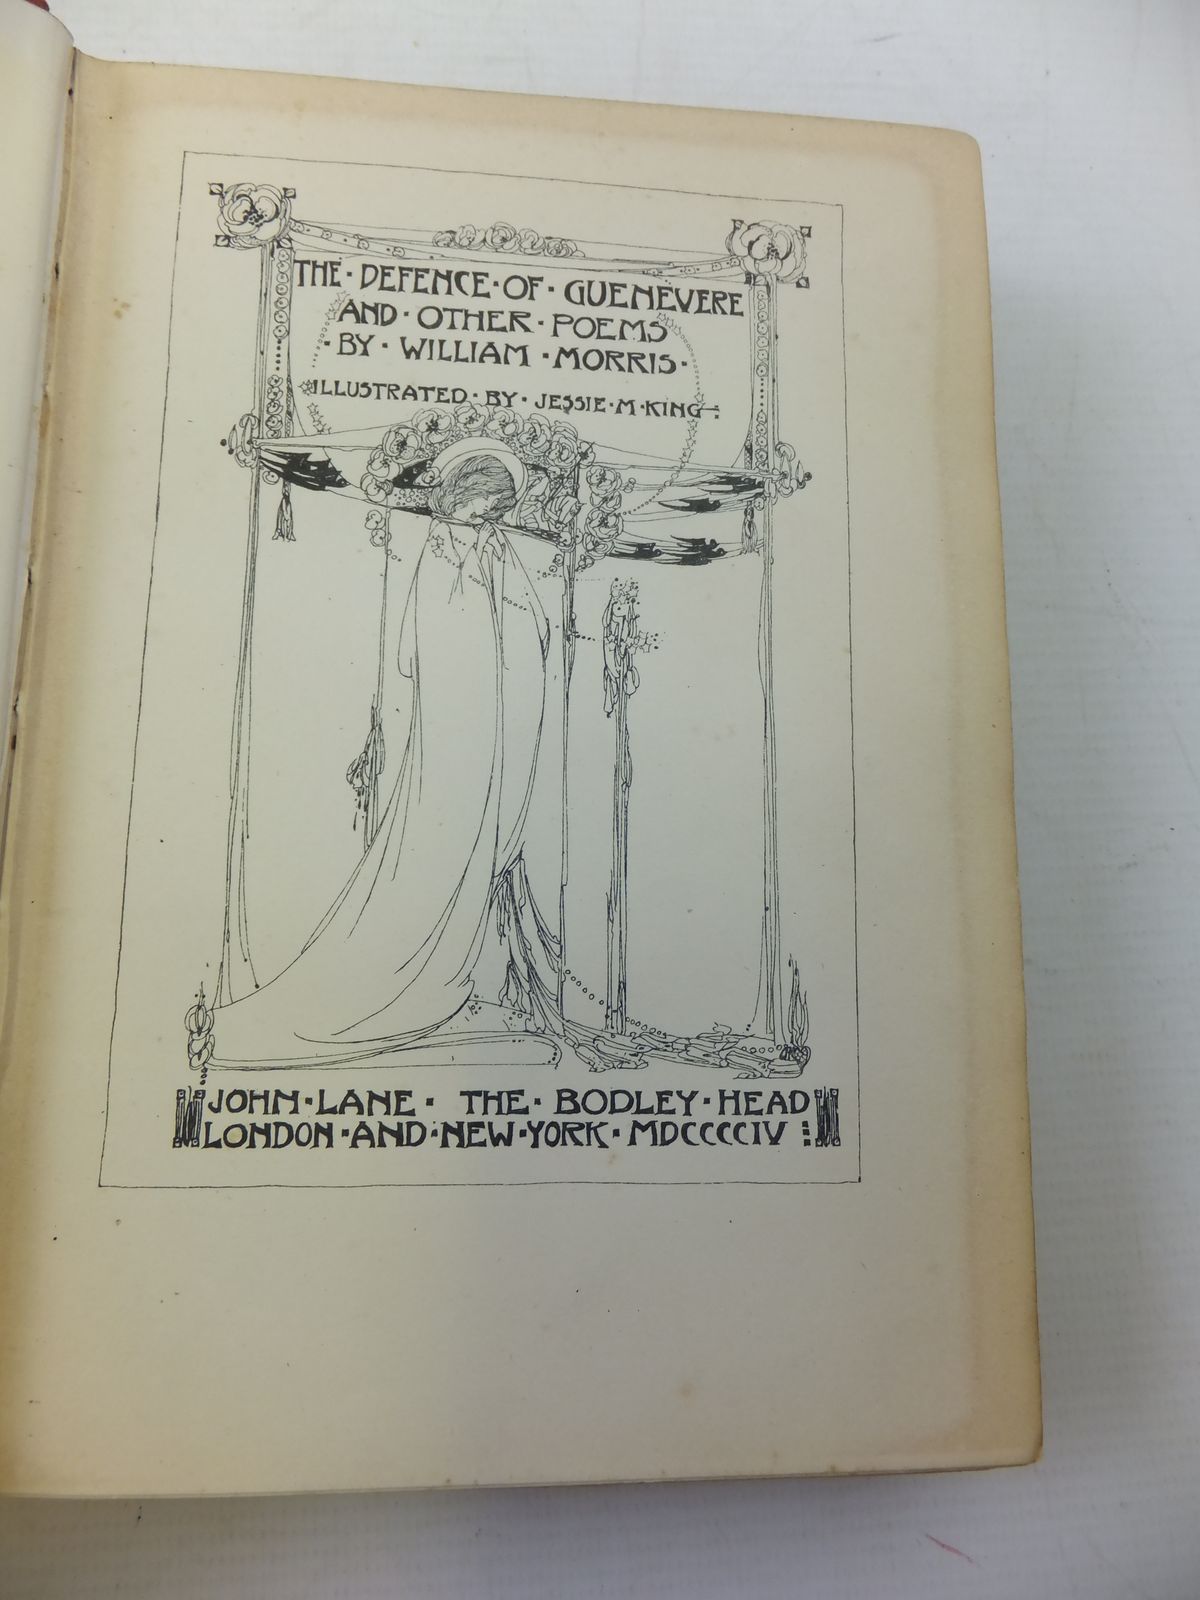 THE · DEFENCE · OF · GUENEVERE
AND · OTHER · POEMS
· BY · WILLIAM · MORRIS ·
ILLUSTRATED · BY · JESSIE · M · KING
JOHN · LANE · THE · BODLEY · HEAD
LONDON · AND · NEW · YORK · MDCCCCIV